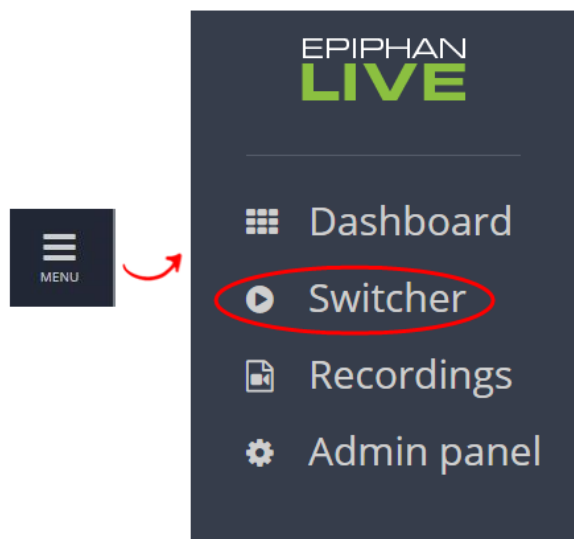 MENU
EPIPHAN
LIVE
Dashboard
Switcher
Recordings
Admin panel